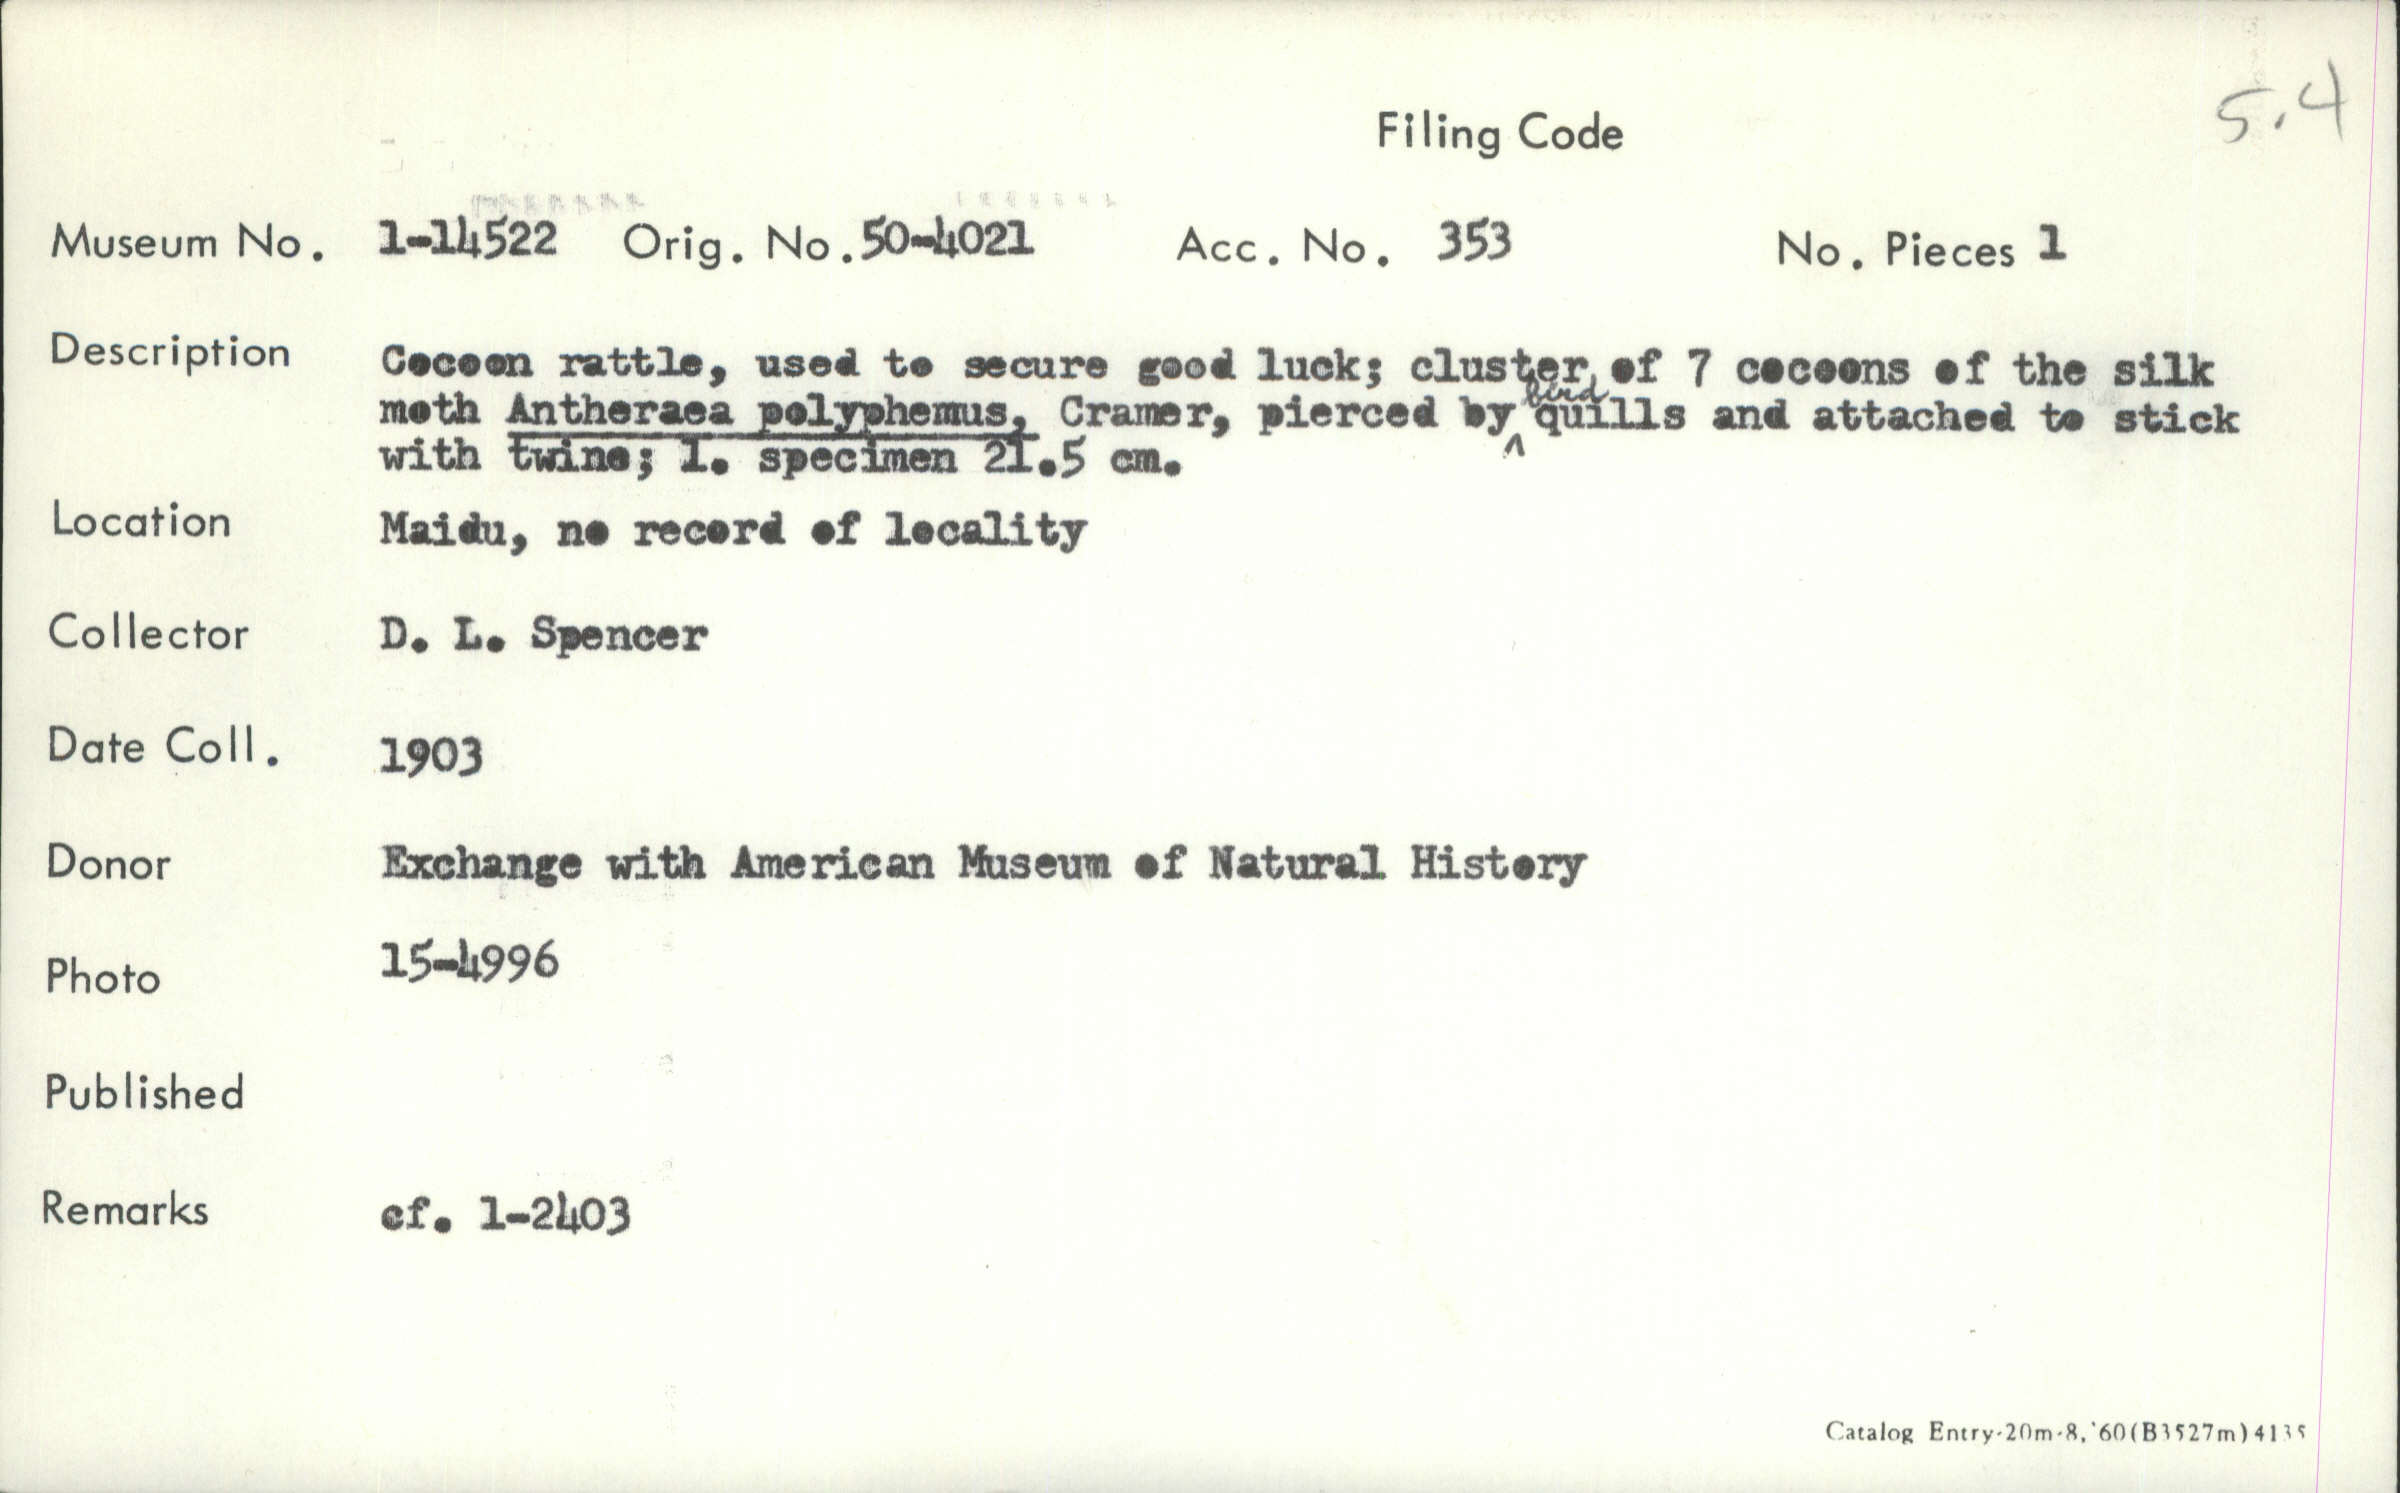 5.4
Filing Code
Museum No. 1-14522 Orig. No. 50-4021 Acc. No. 353 No. Pieces 1
Description Cocoon rattle, used to secure good luck; cluster of 7 cocoons of the silk
moth Antheraea polyphemus, Cramer, pierced by bird quills and attached to stick
with twine; l. specimen 21.5 cm.
Location Maidu, no record of locality
Collector D. L. Spencer
Date Coll. 1903
Donor Exchange with American Museum of Natural History
Photo 15-4996
Published
Remarks cf. 1-2403
Catalog Entry-20m-8,'60(B3527m)4135